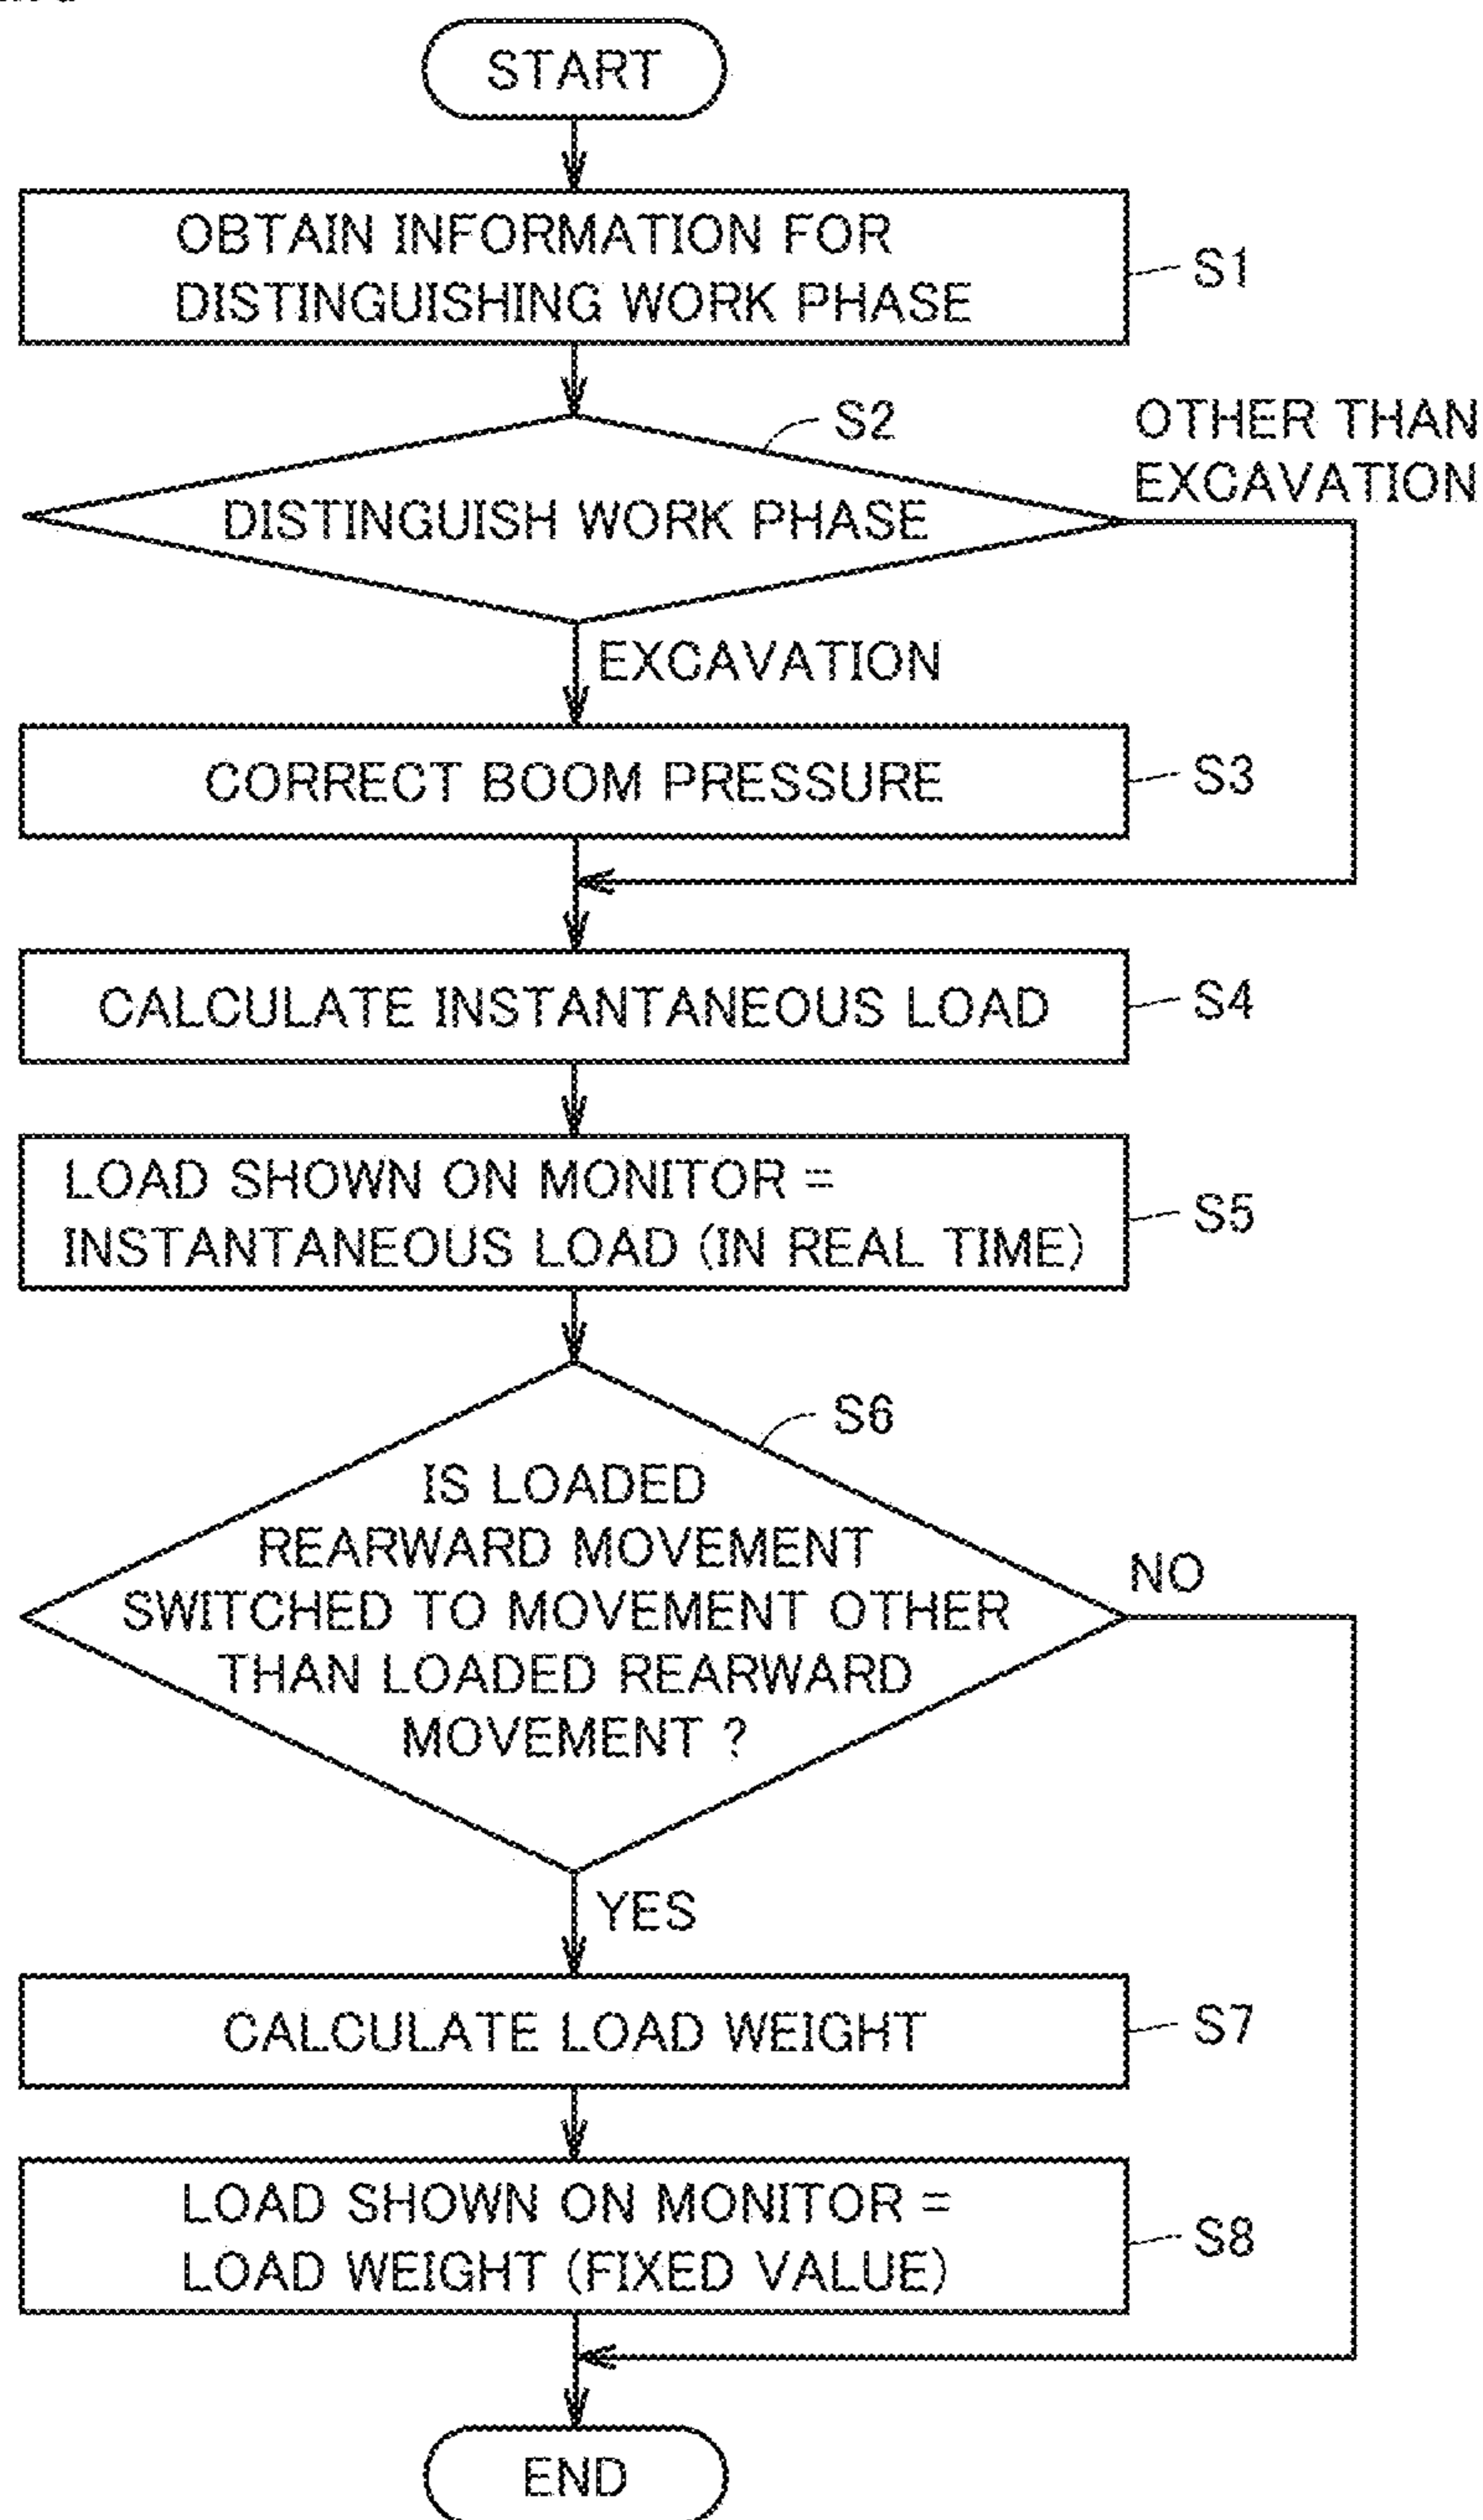 START
OBTAIN INFORMATION FOR
DISTINGUISHING WORK PHASE
S1
S2
OTHER THAN
EXCAVATION
DISTINGUISH WORK PHASE
EXCAVATION
CORRECT BOOM PRESSURE
S3
CALCULATE INSTANTANEOUS LOAD
S4
LOAD SHOWN ON MONITOR =
INSTANTANEOUS LOAD (IN REAL TIME)
S5
S6
IS LOADED
REARWARD MOVEMENT
SWITCHED TO MOVEMENT OTHER
THAN LOADED REARWARD
MOVEMENT ?
NO
YES
CALCULATE LOAD WEIGHT
S7
LOAD SHOWN ON MONITOR =
LOAD WEIGHT (FIXED VALUE)
S8
END